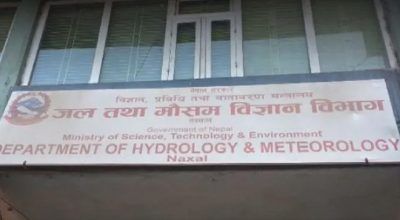 नेपाल सरकार
विज्ञान, प्रविधि तथा वातावरण मन्त्रालय
जल तथा मौसम विज्ञान विभाग
नक्साल
Government of Nepal
Ministry of Science, Technology & Environment
DEPARTMENT OF HYDROLOGY & METEOROLOGY
Naxal